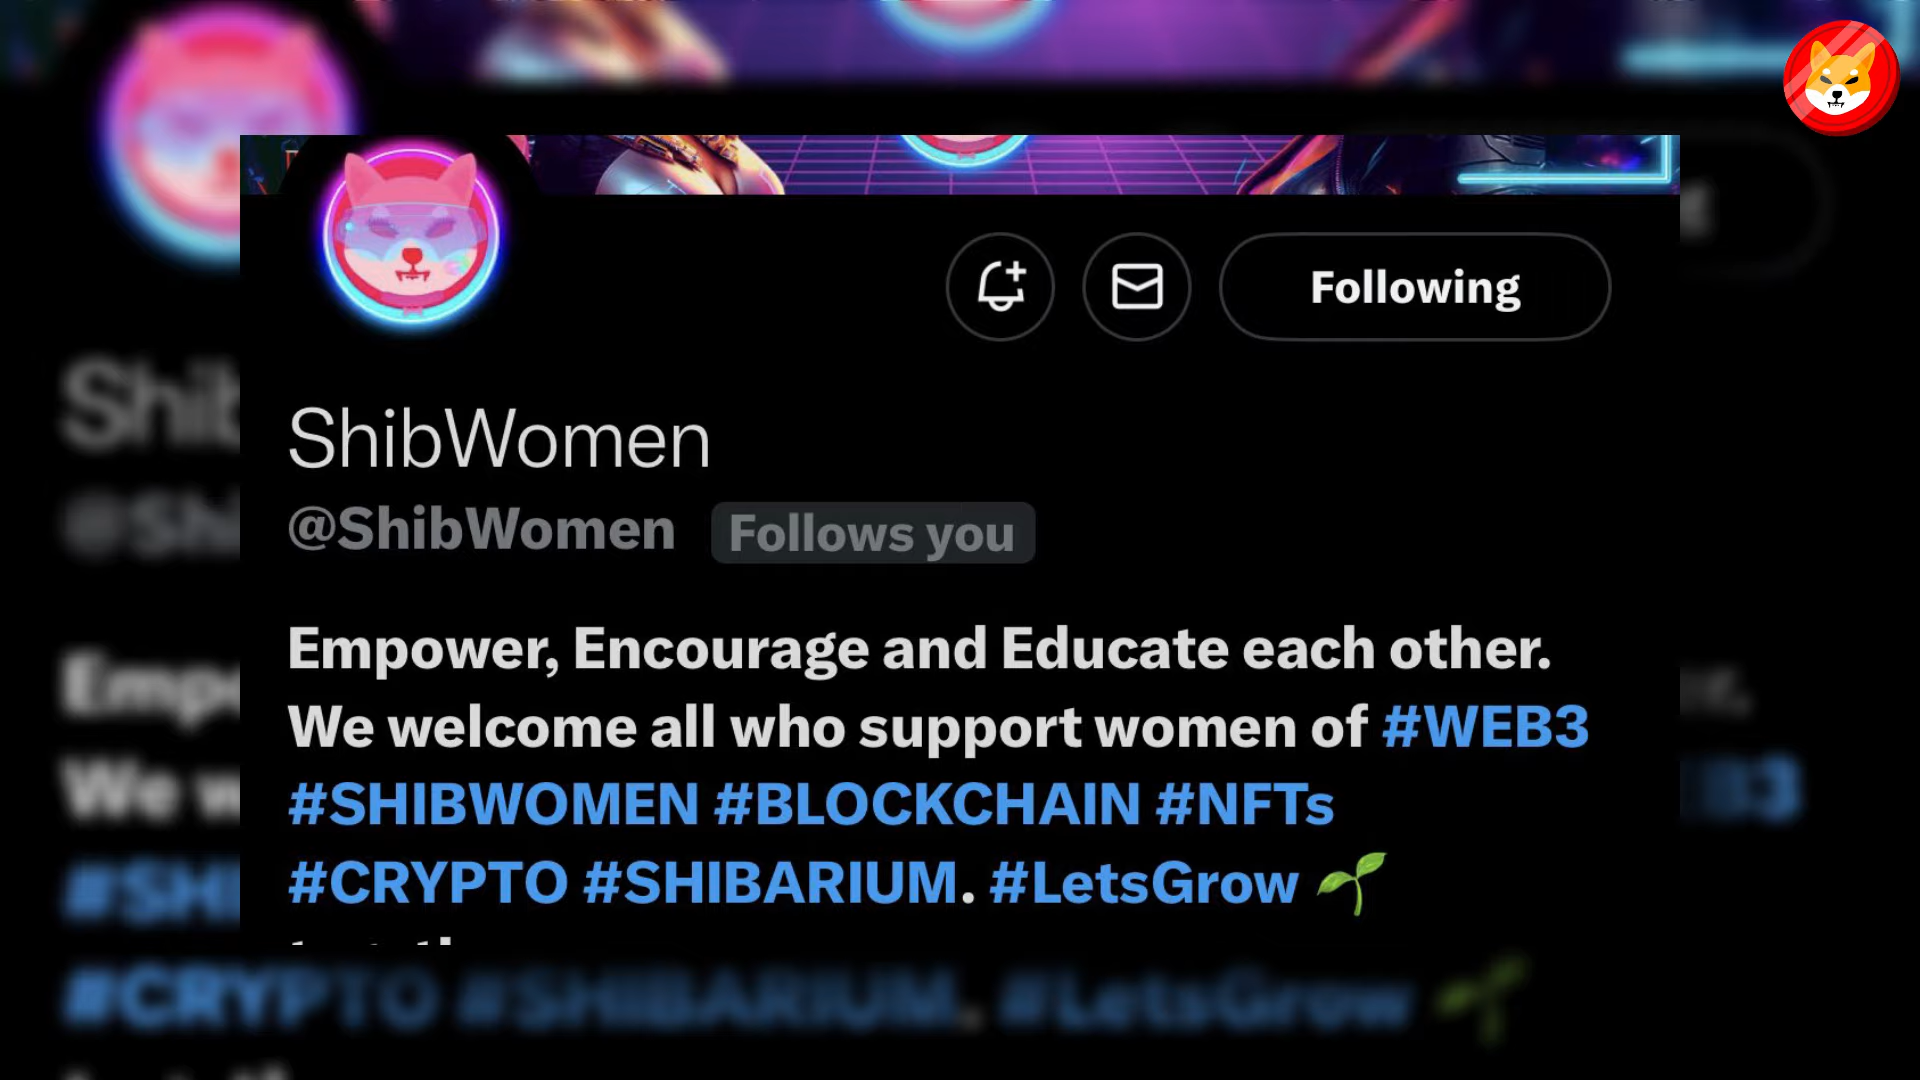 Following
ShibWomen
@ShibWomen Follows you
Empower, Encourage and Educate each other.
We welcome all who support women of #WEB3
#SHIBWOMEN #BLOCKCHAIN #NFTs
#CRYPTO #SHIBARIUM. #LetsGrow 🌱